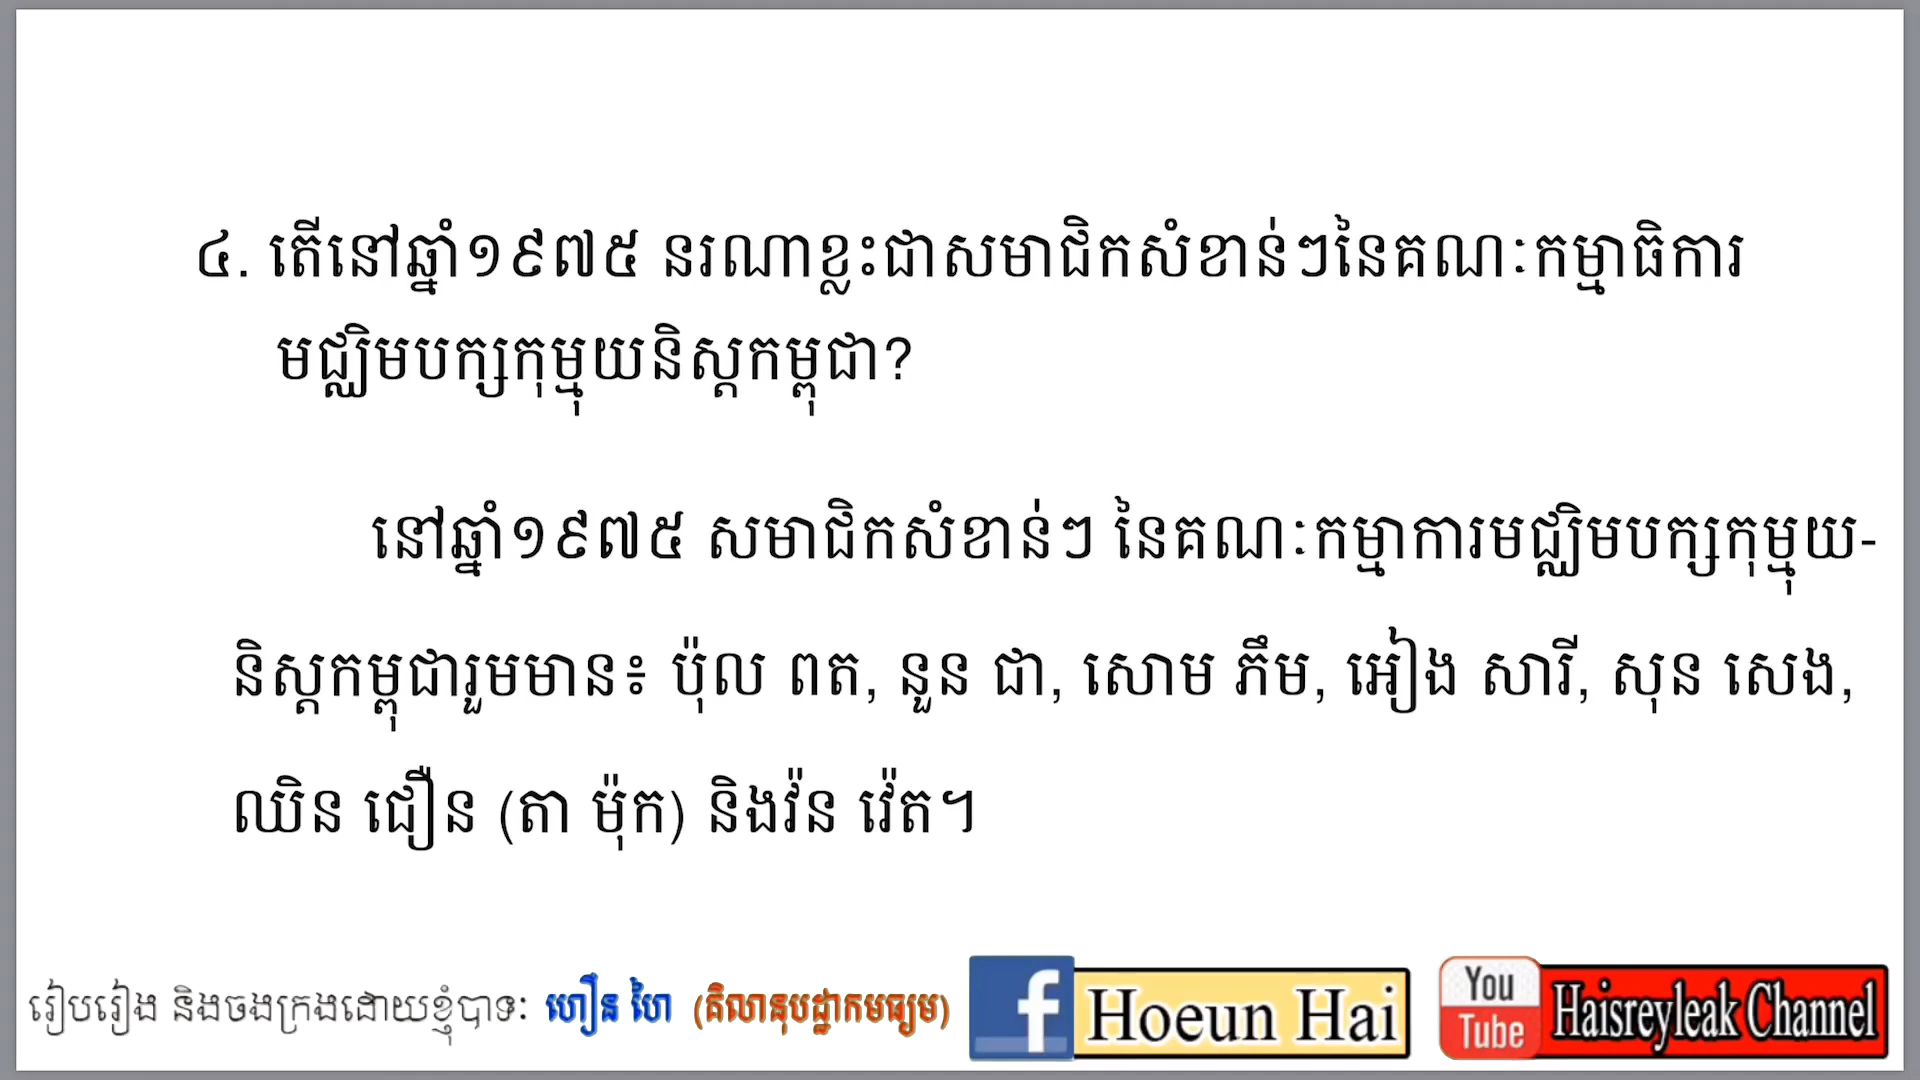 ៤. តើនៅឆ្នាំ១៩៧៥ នរណាខ្លះជាសមាជិកសំខាន់ៗនៃគណៈកម្មាធិការ
មជ្ឈិមបក្សកុម្មុយនិស្តកម្ពុជា?
នៅឆ្នាំ១៩៧៥ សមាជិកសំខាន់ៗ នៃគណៈកម្មាការមជ្ឈិមបក្សកុម្មុយ-
និស្តកម្ពុជារួមមាន៖ ប៉ុល ពត, នួន ជា, សោម ភឹម, អៀង សារី, សុន សេង,
ឈិន ជឿន (តា ម៉ុក) និងវ៉ន វ៉េត។
រៀបរៀង និងចងក្រងដោយខ្ញុំបាទៈ ហឿន ហៃ (គិលានុបដ្ឋាកមធ្យម)
f Hoeun Hai
You Tube Haisreyleak Channel